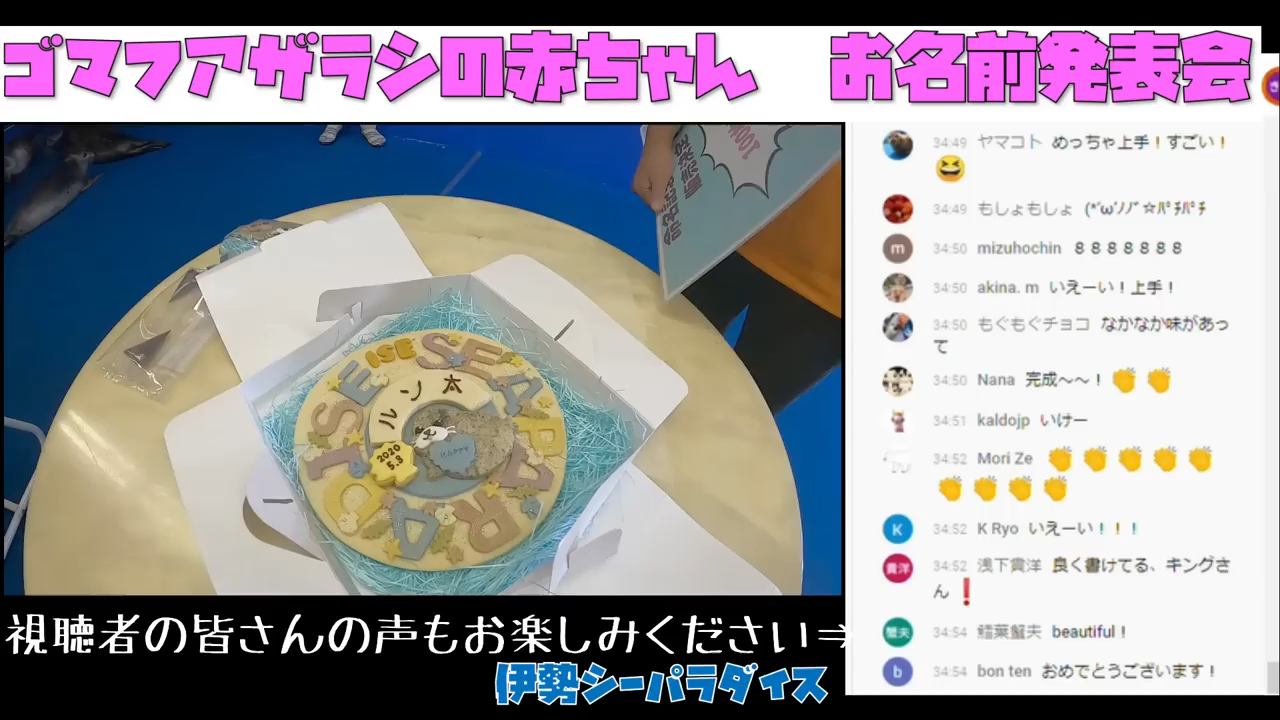 ゴマフアザラシの赤ちゃん お名前発表会
WOO!
ISE SEA PARADISE
ISE
ルンホ
2020
5.3
HAPPY
34:49 ヤマコト めっちゃ上手！すごい！
😆
34:49 もしょもしょ (*'ω'ﾉﾉﾞ☆ﾊﾟﾁﾊﾟﾁ
m
34:50 mizuhochin ８８８８８８８
34:50 akina. m いえーい！上手！
34:50 もぐもぐチョコ なかなか味があっ
て
34:50 Nana 完成〜〜！ 👏 👏
34:51 kaldojp いけー
34:52 Mori Ze 👏 👏 👏 👏 👏
👏 👏 👏 👏
K
34:52 K Ryo いえーい！！！
貴洋
34:52 浅下貴洋 良く書けてる、キングさ
ん ❗
蟹夫
34:54 鱈葉蟹夫 beautiful！
b
34:54 bon ten おめでとうございます！
視聴者の皆さんの声もお楽しみください⇒
伊勢シーパラダイス